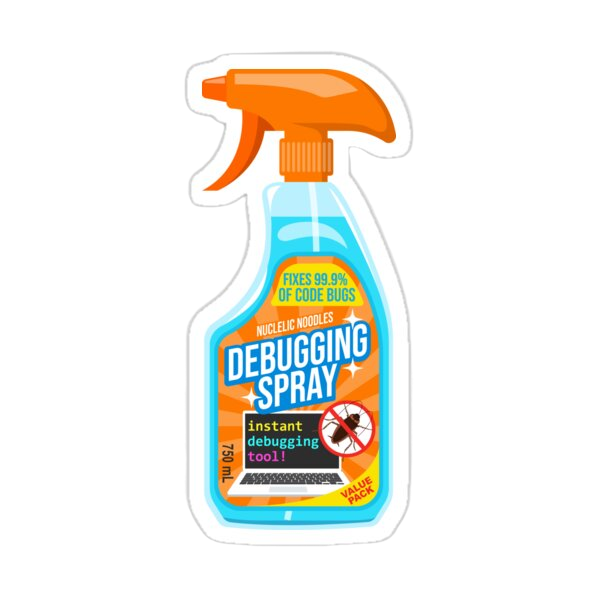 FIXES 99.9%
OF CODE BUGS
NUCLELIC NOODLES
DEBUGGING
SPRAY
instant
debugging
tool!
750 mL
VALUE
PACK